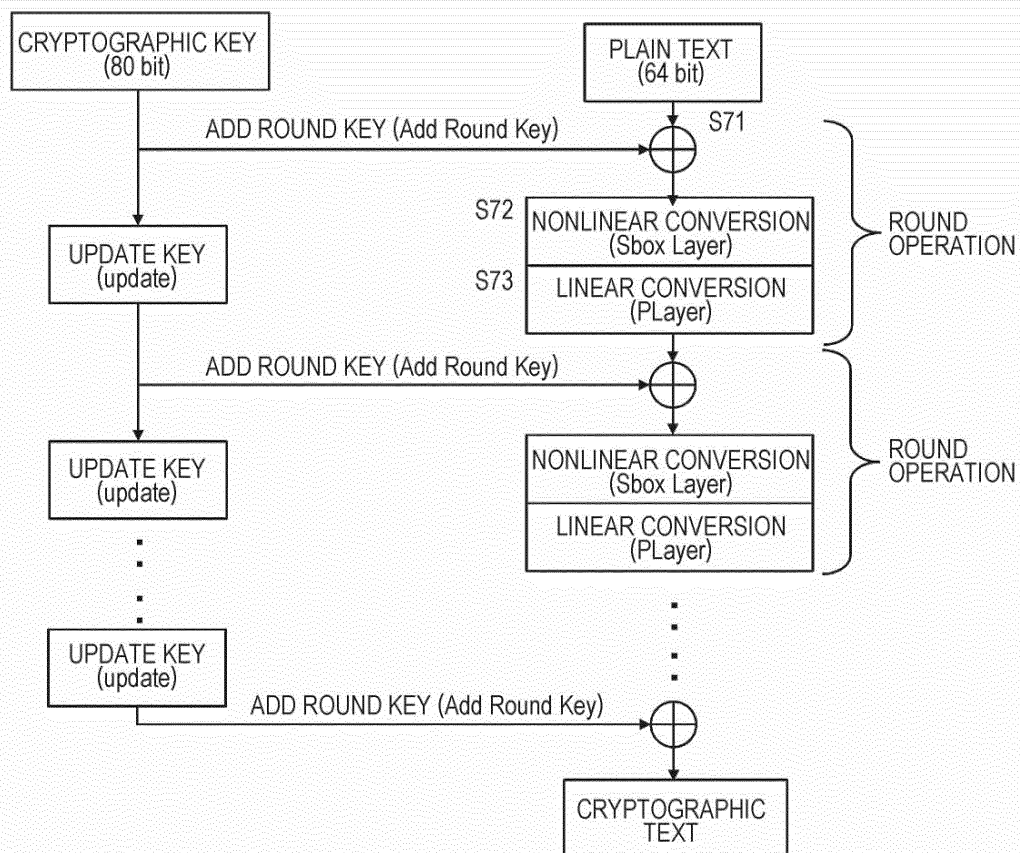 CRYPTOGRAPHIC KEY
(80 bit)
PLAIN TEXT
(64 bit)
ADD ROUND KEY (Add Round Key)
S71
S72
NONLINEAR CONVERSION
(Sbox Layer)
ROUND
OPERATION
UPDATE KEY
(update)
S73
LINEAR CONVERSION
(PLayer)
ADD ROUND KEY (Add Round Key)
UPDATE KEY
(update)
NONLINEAR CONVERSION
(Sbox Layer)
ROUND
OPERATION
LINEAR CONVERSION
(PLayer)
UPDATE KEY
(update)
ADD ROUND KEY (Add Round Key)
CRYPTOGRAPHIC
TEXT